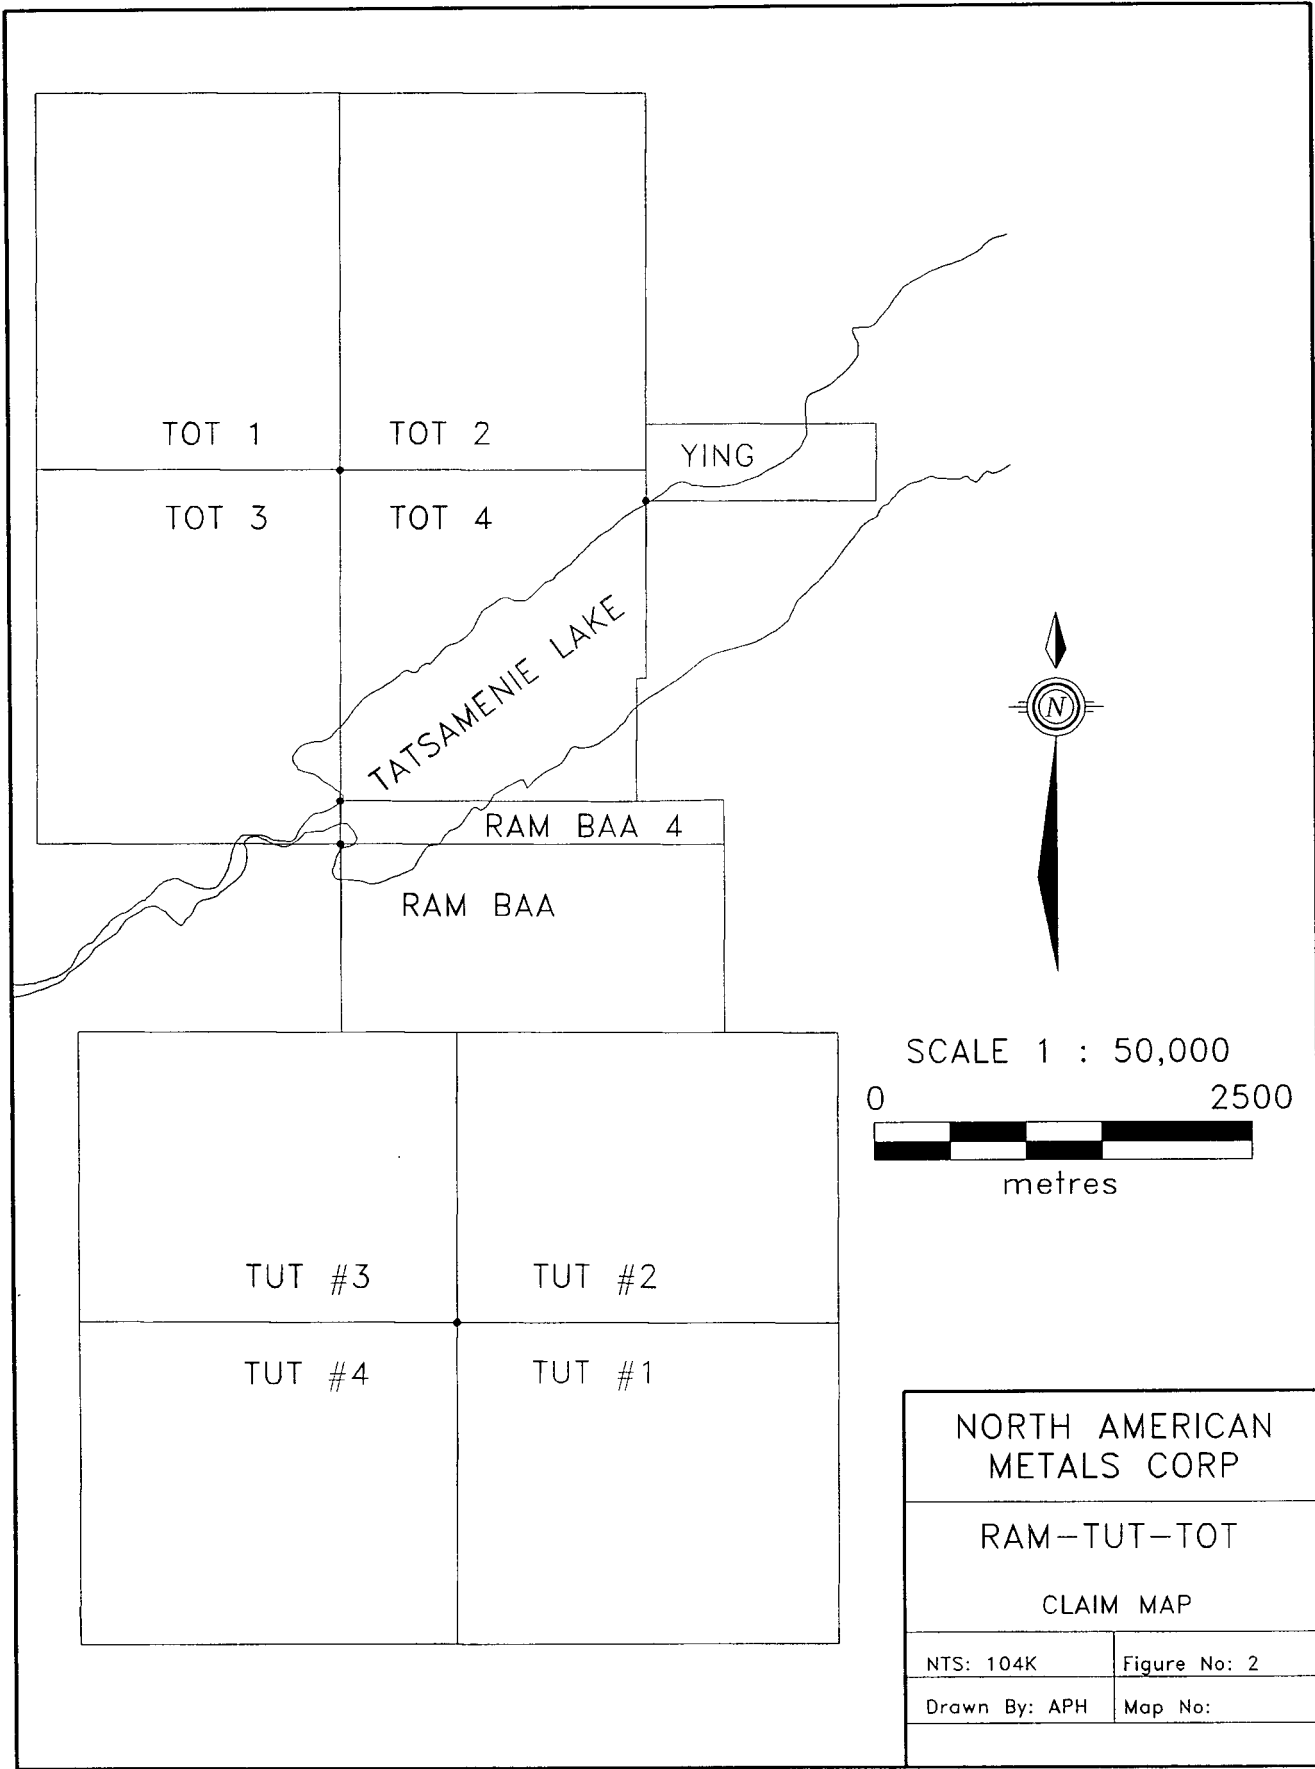 TOT 1
TOT 2
YING
TOT 3
TOT 4
TATSAMENIE LAKE
N
RAM BAA 4
RAM BAA
SCALE 1 : 50,000
0 2500
metres
TUT #3
TUT #2
TUT #4
TUT #1
NORTH AMERICAN
METALS CORP
RAM-TUT-TOT
CLAIM MAP
NTS: 104K
Figure No: 2
Drawn By: APH
Map No: